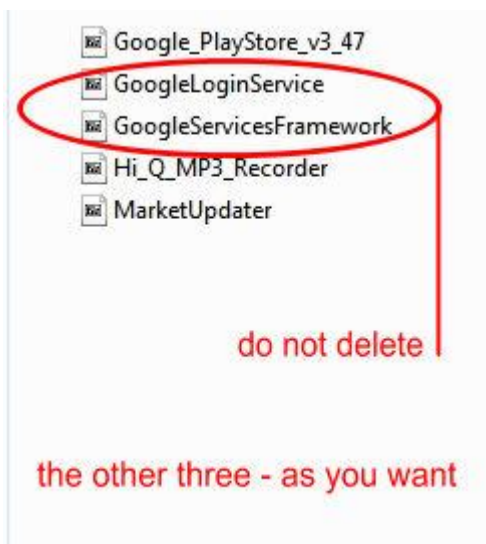 Google_PlayStore_v3_47
GoogleLoginService
GoogleServicesFramework
Hi_Q_MP3_Recorder
MarketUpdater
do not delete
the other three - as you want